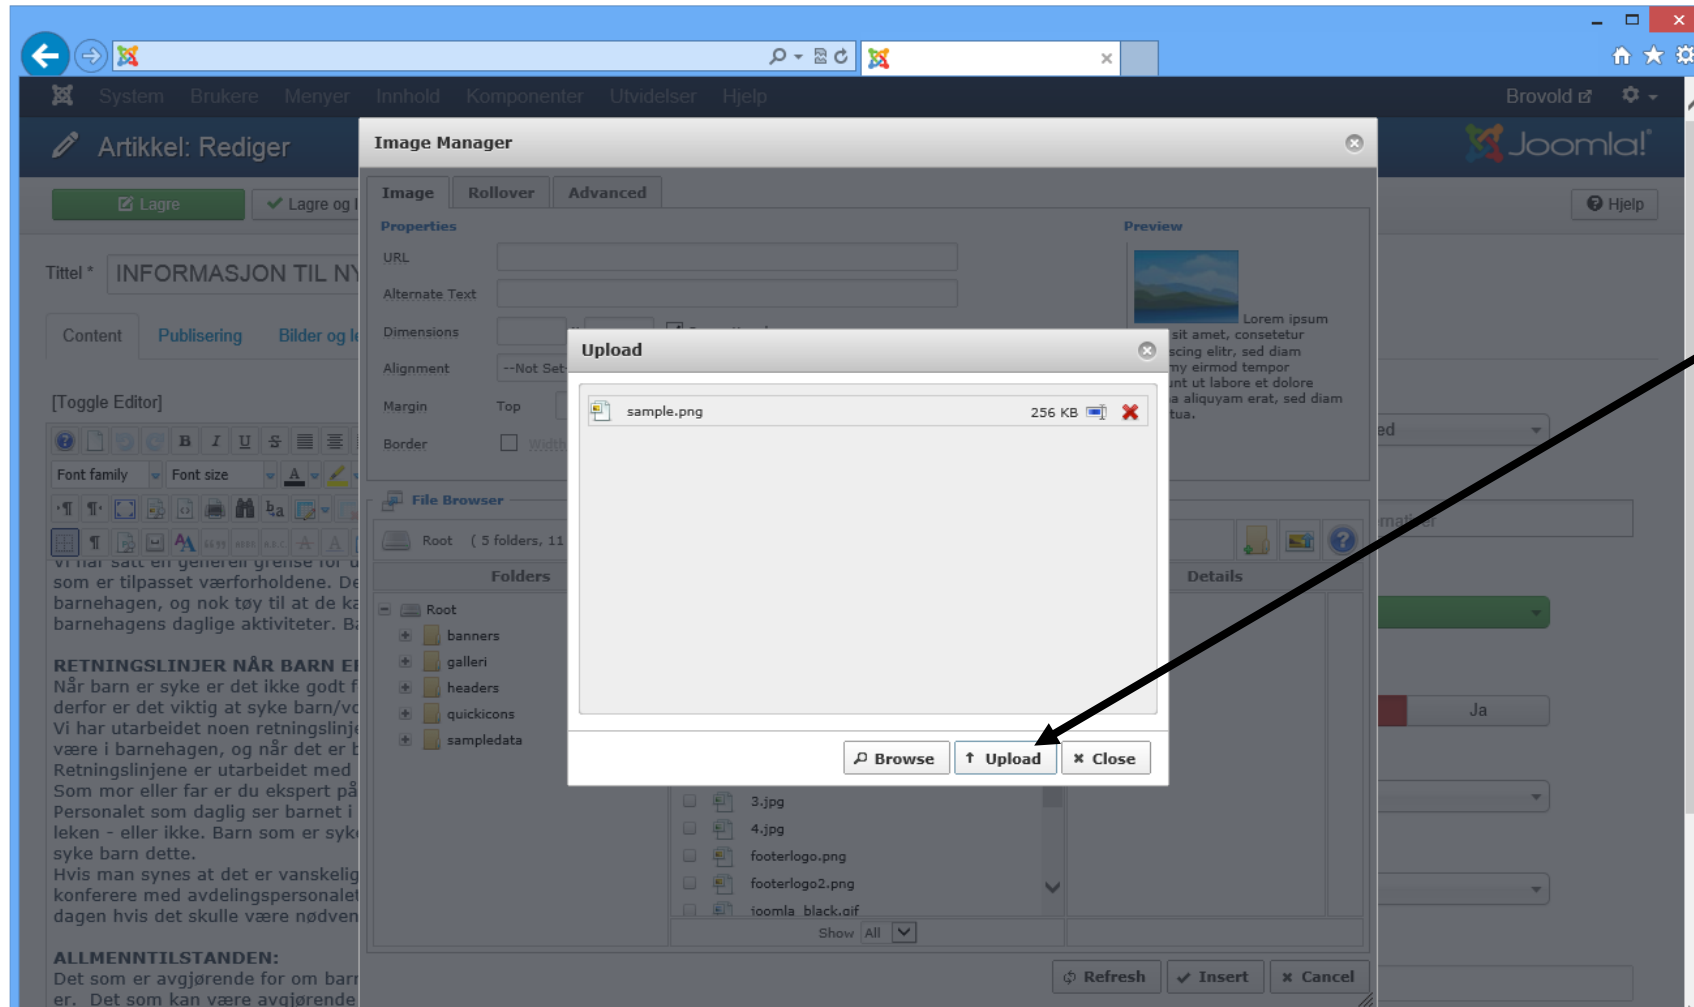 System Brukere Menyer Innhold Komponenter Utvidelser Hjelp Brovold
Artikkel: Rediger
Joomla!
Lagre
Lagre og l
Hjelp
Tittel * INFORMASJON TIL NY
Content Publisering Bilder og le
[Toggle Editor]
Font family Font size
som er tilpasset værforholdene. De
barnehagen, og nok tøy til at de ka
barnehagens daglige aktiviteter. Ba
RETNINGSLINJER NÅR BARN ER
Når barn er syke er det ikke godt f
derfor er det viktig at syke barn/vo
Vi har utarbeidet noen retningslinje
være i barnehagen, og når det er b
Retningslinjene er utarbeidet med
Som mor eller far er du ekspert på
Personalet som daglig ser barnet i
leken - eller ikke. Barn som er syke
syke barn dette.
Hvis man synes at det er vanskelig
konferere med avdelingspersonalet
dagen hvis det skulle være nødven
ALLMENNTILSTANDEN:
Det som er avgjørende for om barn
er. Det som kan være avgjørende
Image Manager
Image Rollover Advanced
Properties
URL
Alternate Text
Dimensions
Alignment --Not Set-
Margin Top
Border Width
Preview
Lorem ipsum
sit amet, consetetur
scing elitr, sed diam
my eirmod tempor
unt ut labore et dolore
a aliquyam erat, sed diam
tua.
File Browser
Root ( 5 folders, 11
Folders
Details
Root
banners
galleri
headers
quickicons
sampledata
3.jpg
4.jpg
footerlogo.png
footerlogo2.png
joomla_black.gif
Show All
Refresh Insert Cancel
Upload
sample.png 256 KB
Browse Upload Close
ed
Ja